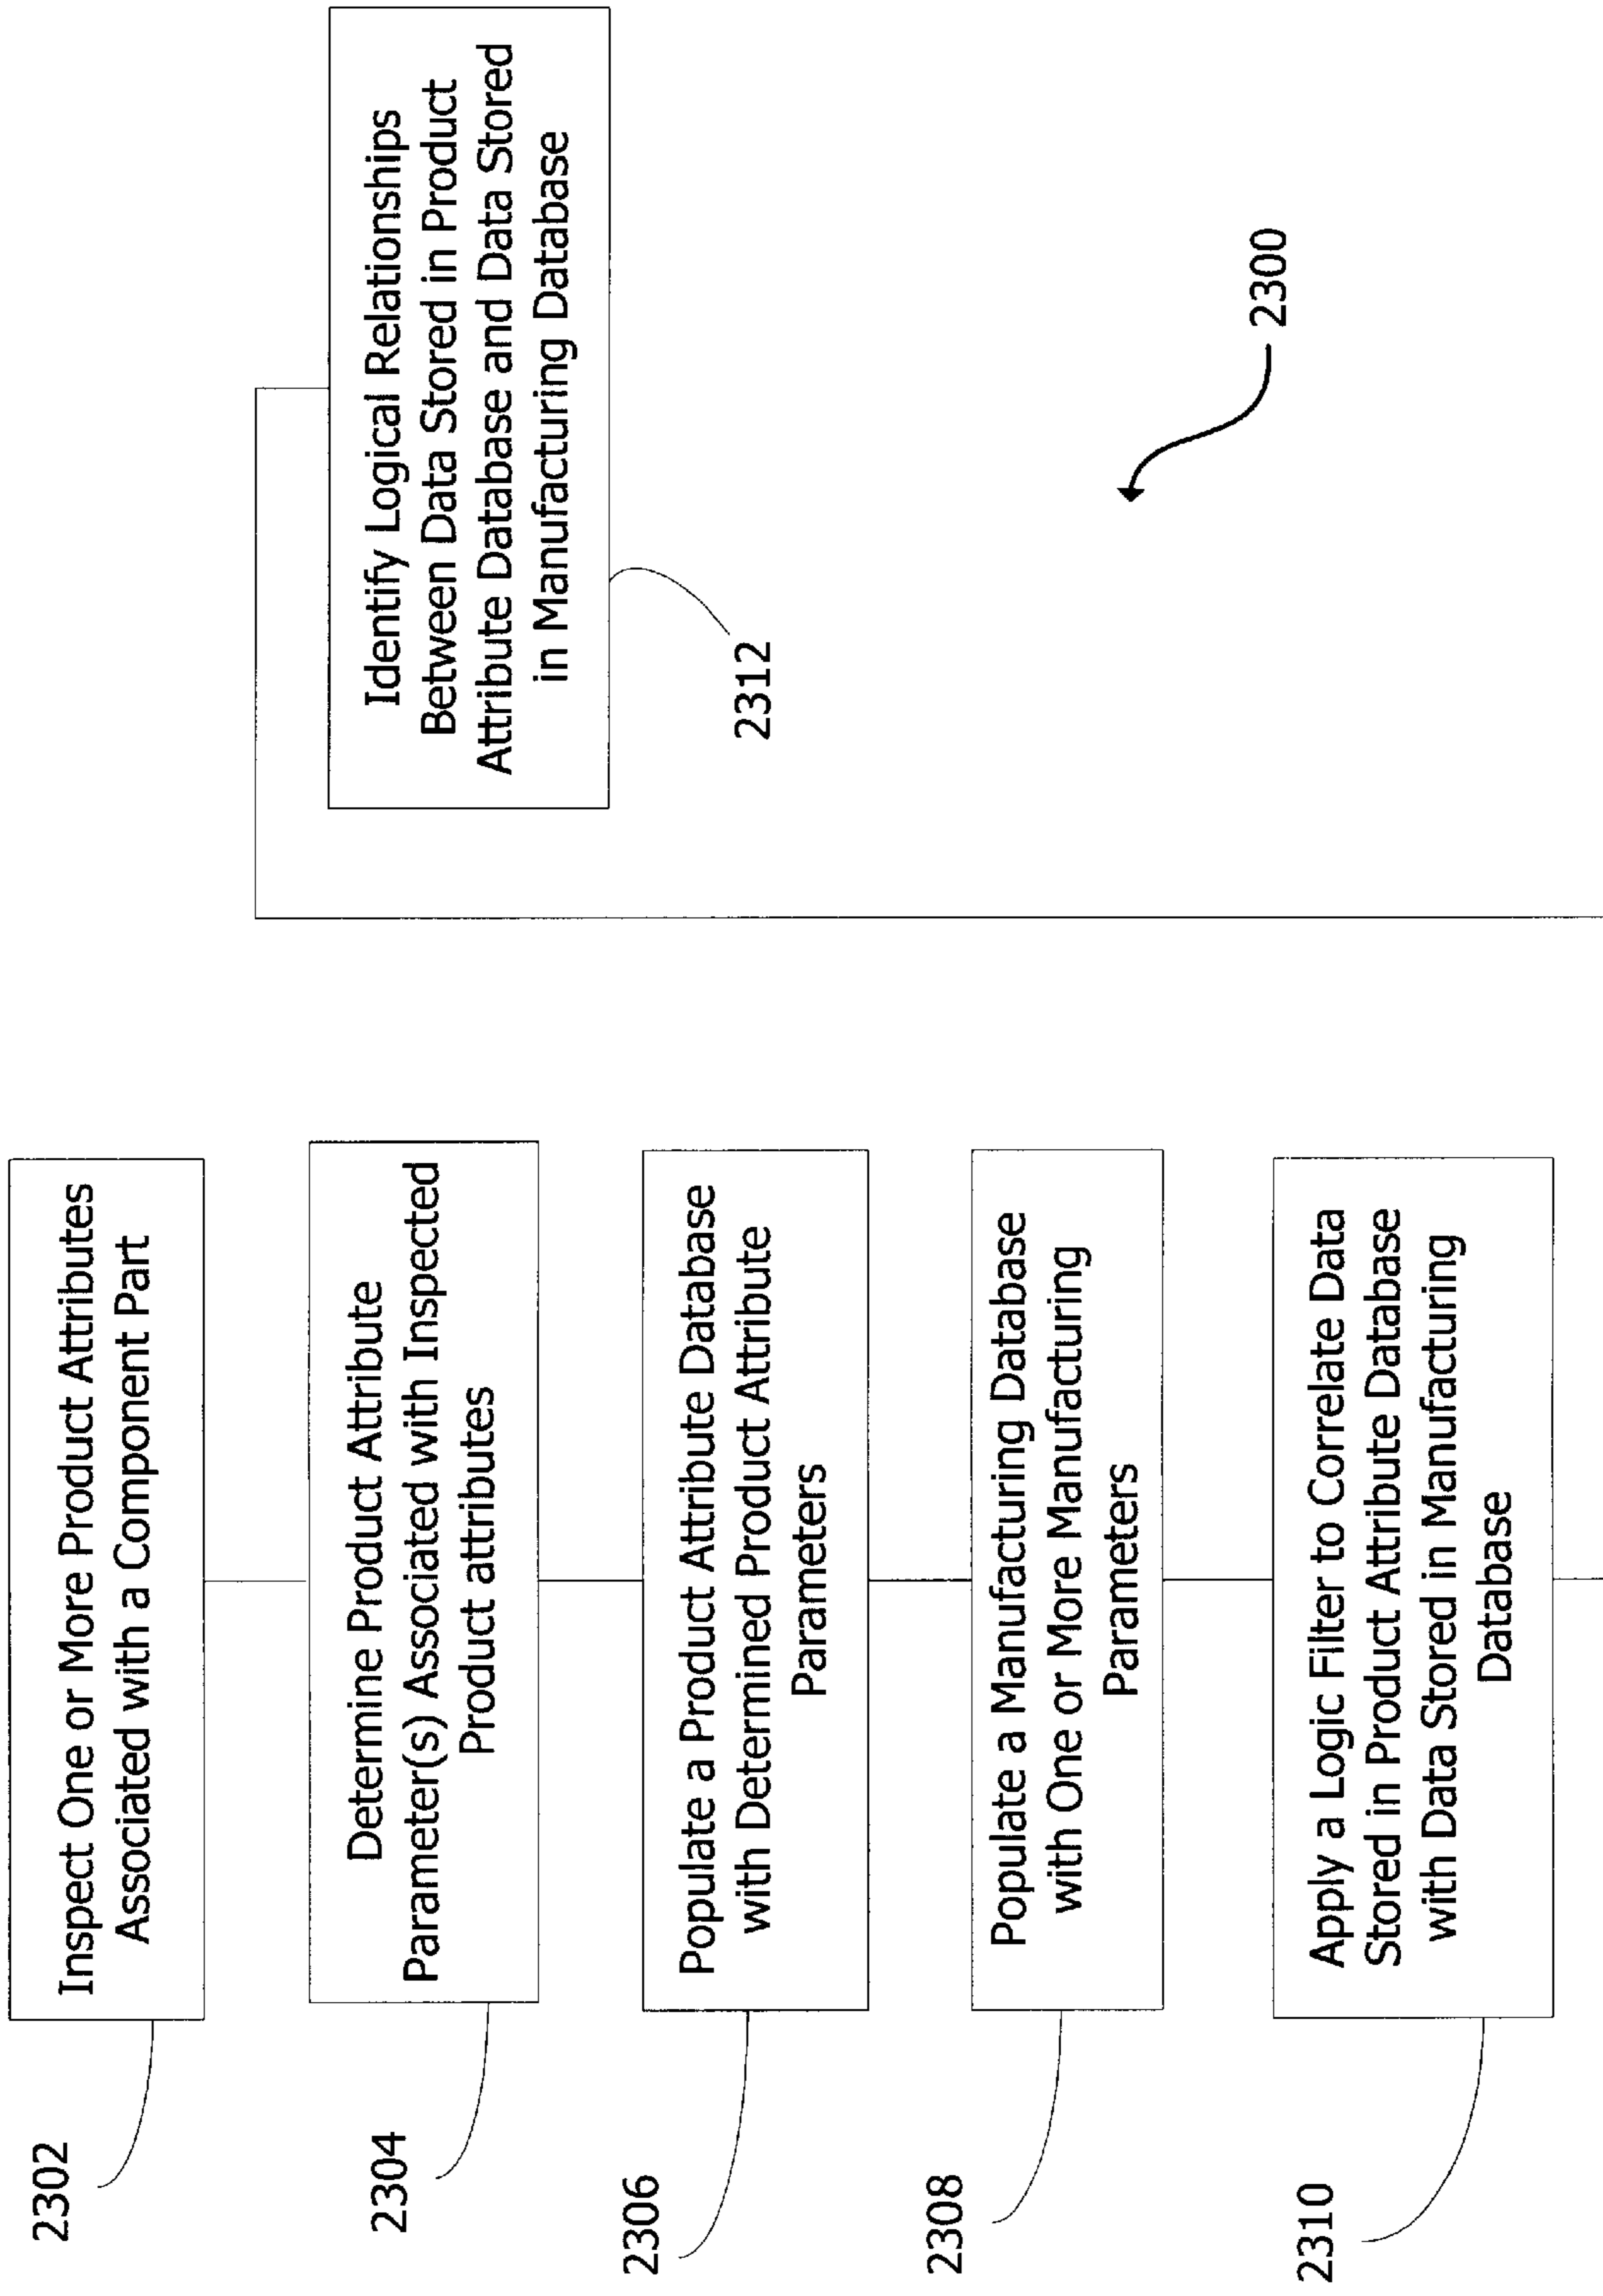 2302
Inspect One or More Product Attributes
Associated with a Component Part
2304
Determine Product Attribute
Parameter(s) Associated with Inspected
Product attributes
2306
Populate a Product Attribute Database
with Determined Product Attribute
Parameters
2308
Populate a Manufacturing Database
with One or More Manufacturing
Parameters
2310
Apply a Logic Filter to Correlate Data
Stored in Product Attribute Database
with Data Stored in Manufacturing
Database
Identify Logical Relationships
Between Data Stored in Product
Attribute Database and Data Stored
in Manufacturing Database
2312
2300